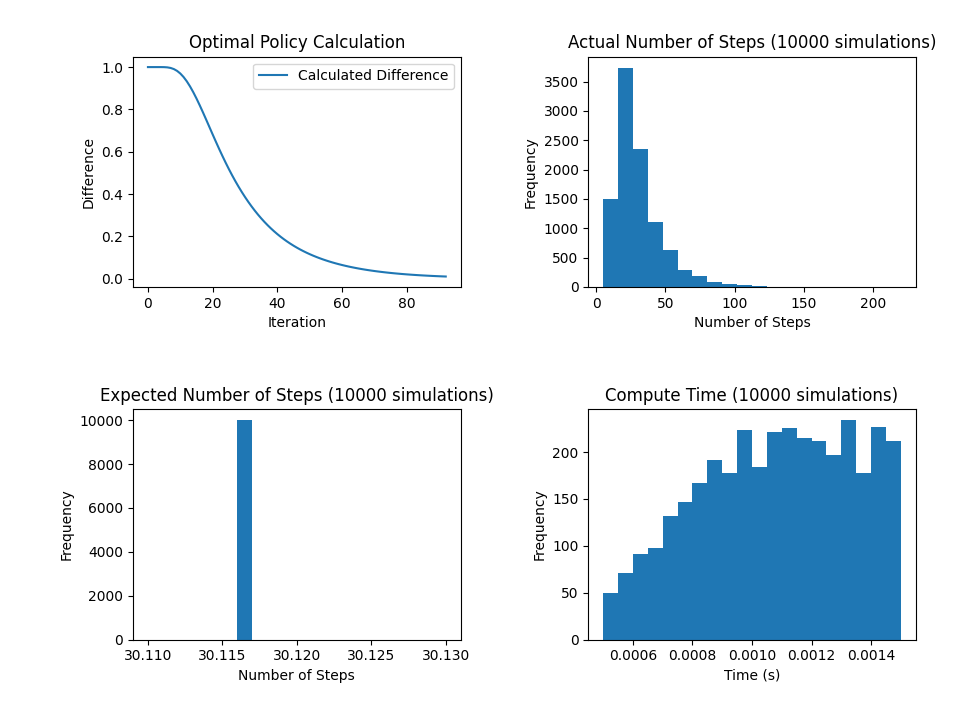 Optimal Policy Calculation
1.0
0.8
0.6
0.4
0.2
0.0
Difference
Calculated Difference
0 20 40 60 80
Iteration
Actual Number of Steps (10000 simulations)
3500
3000
2500
2000
1500
1000
500
0
Frequency
0 50 100 150 200
Number of Steps
Expected Number of Steps (10000 simulations)
10000
8000
6000
4000
2000
0
Frequency
30.110 30.115 30.120 30.125 30.130
Number of Steps
Compute Time (10000 simulations)
200
150
100
50
0
Frequency
0.0006 0.0008 0.0010 0.0012 0.0014
Time (s)